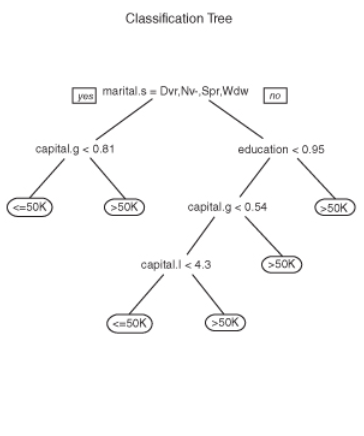 Classification Tree
yes marital.s = Dvr,Nv-,Spr,Wdw no
capital.g < 0.81 education < 0.95
<=50K >50K capital.g < 0.54 >50K
capital.l < 4.3 >50K
<=50K >50K